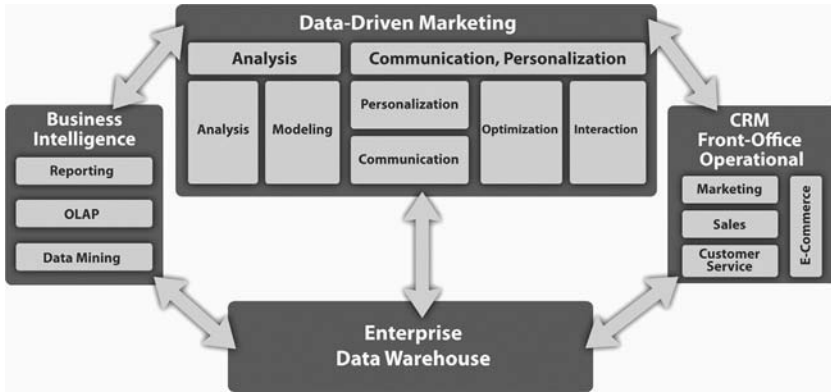 Data-Driven Marketing
Analysis
Communication, Personalization
Analysis
Modeling
Personalization
Communication
Optimization
Interaction
Business
Intelligence
Reporting
OLAP
Data Mining
CRM
Front-Office
Operational
Marketing
Sales
Customer
Service
E-Commerce
Enterprise
Data Warehouse